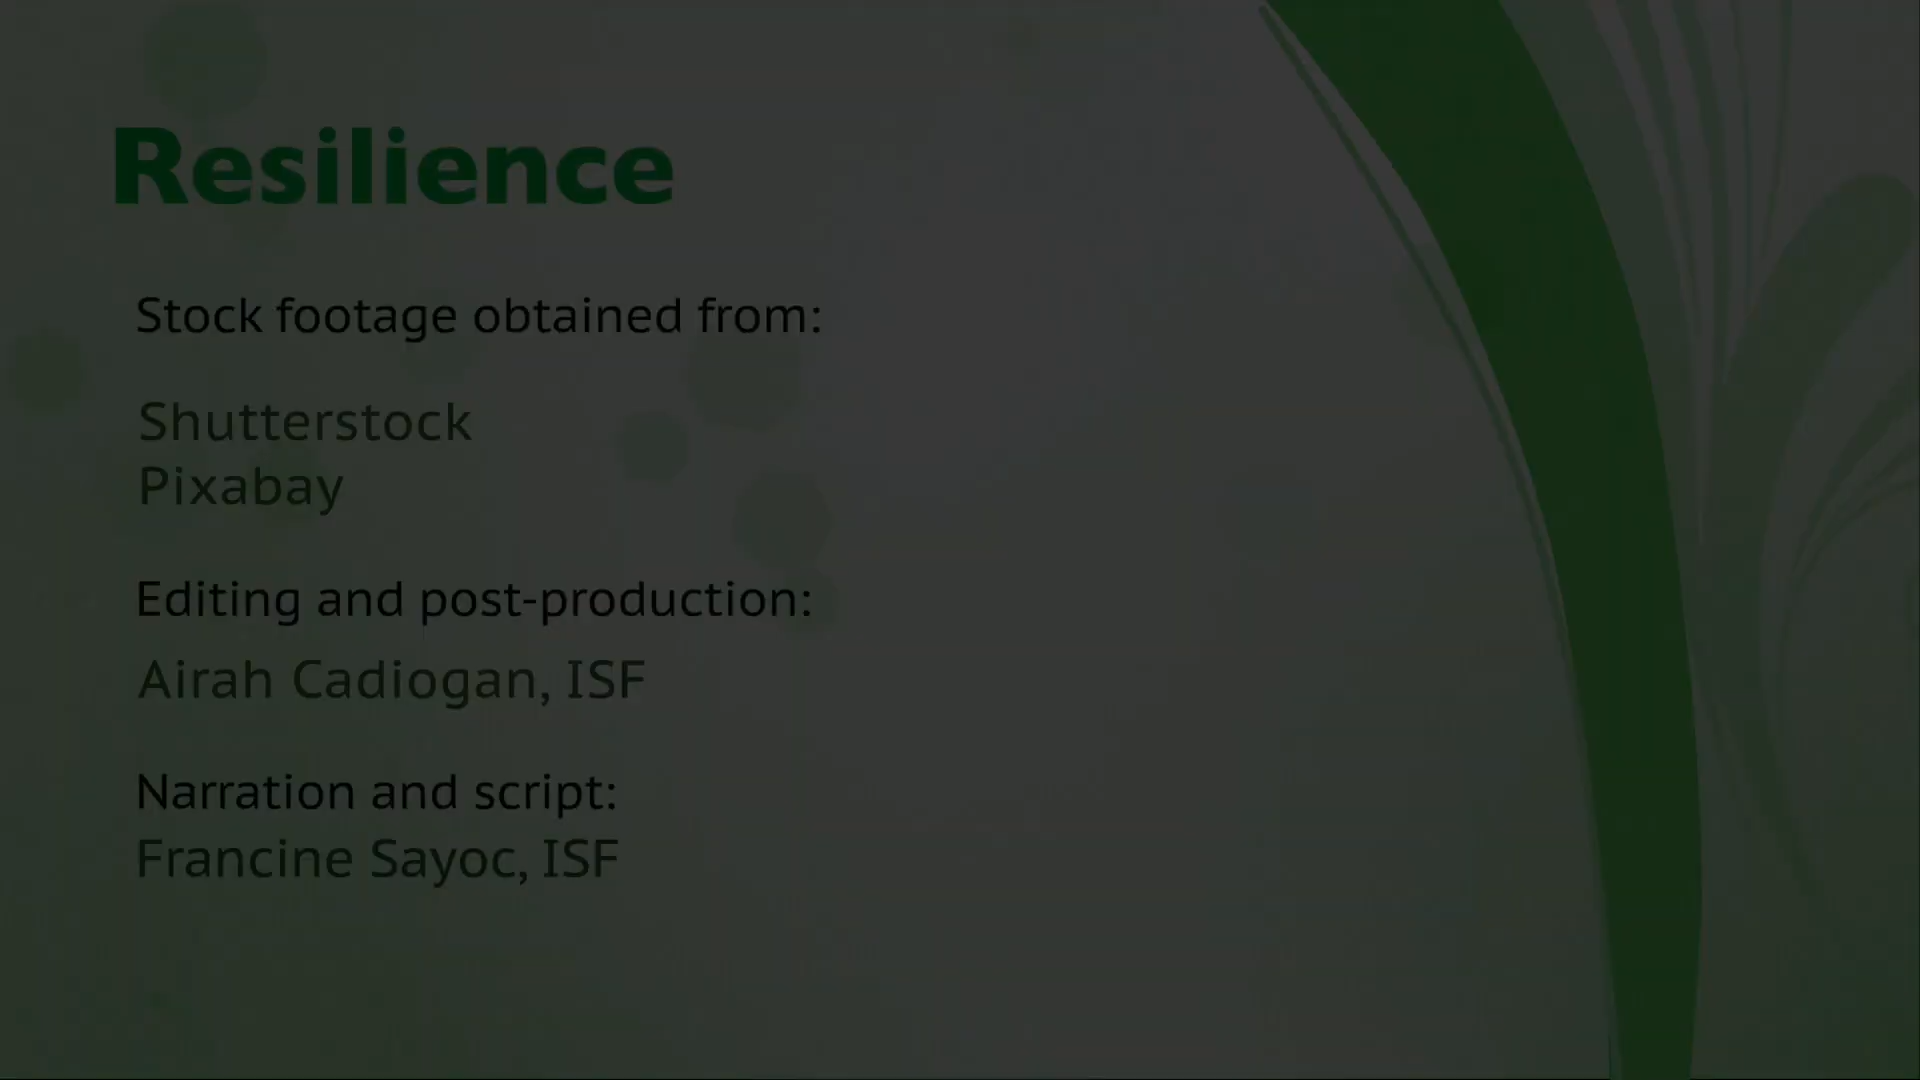 Resilience
Stock footage obtained from:
Shutterstock
Pixabay
Editing and post-production:
Airah Cadiogan, ISF
Narration and script:
Francine Sayoc, ISF